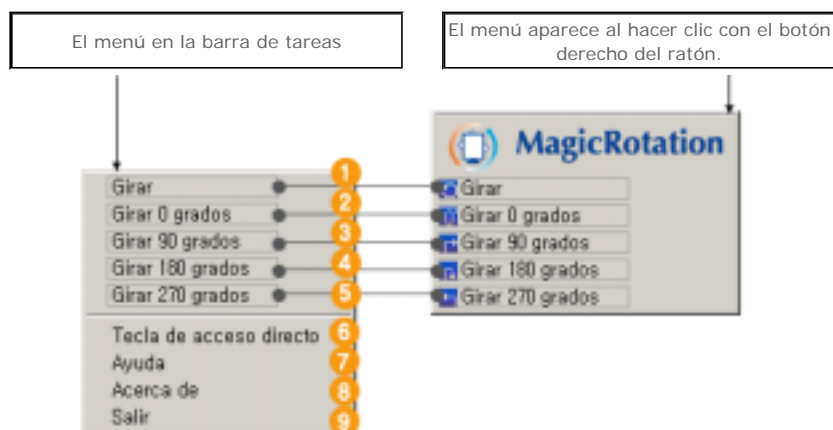 El menú en la barra de tareas
El menú aparece al hacer clic con el botón
derecho del ratón.
MagicRotation
Girar
1
Girar
Girar 0 grados
2
Girar 0 grados
Girar 90 grados
3
Girar 90 grados
Girar 180 grados
4
Girar 180 grados
Girar 270 grados
5
Girar 270 grados
Tecla de acceso directo
6
Ayuda
7
Acerca de
8
Salir
9